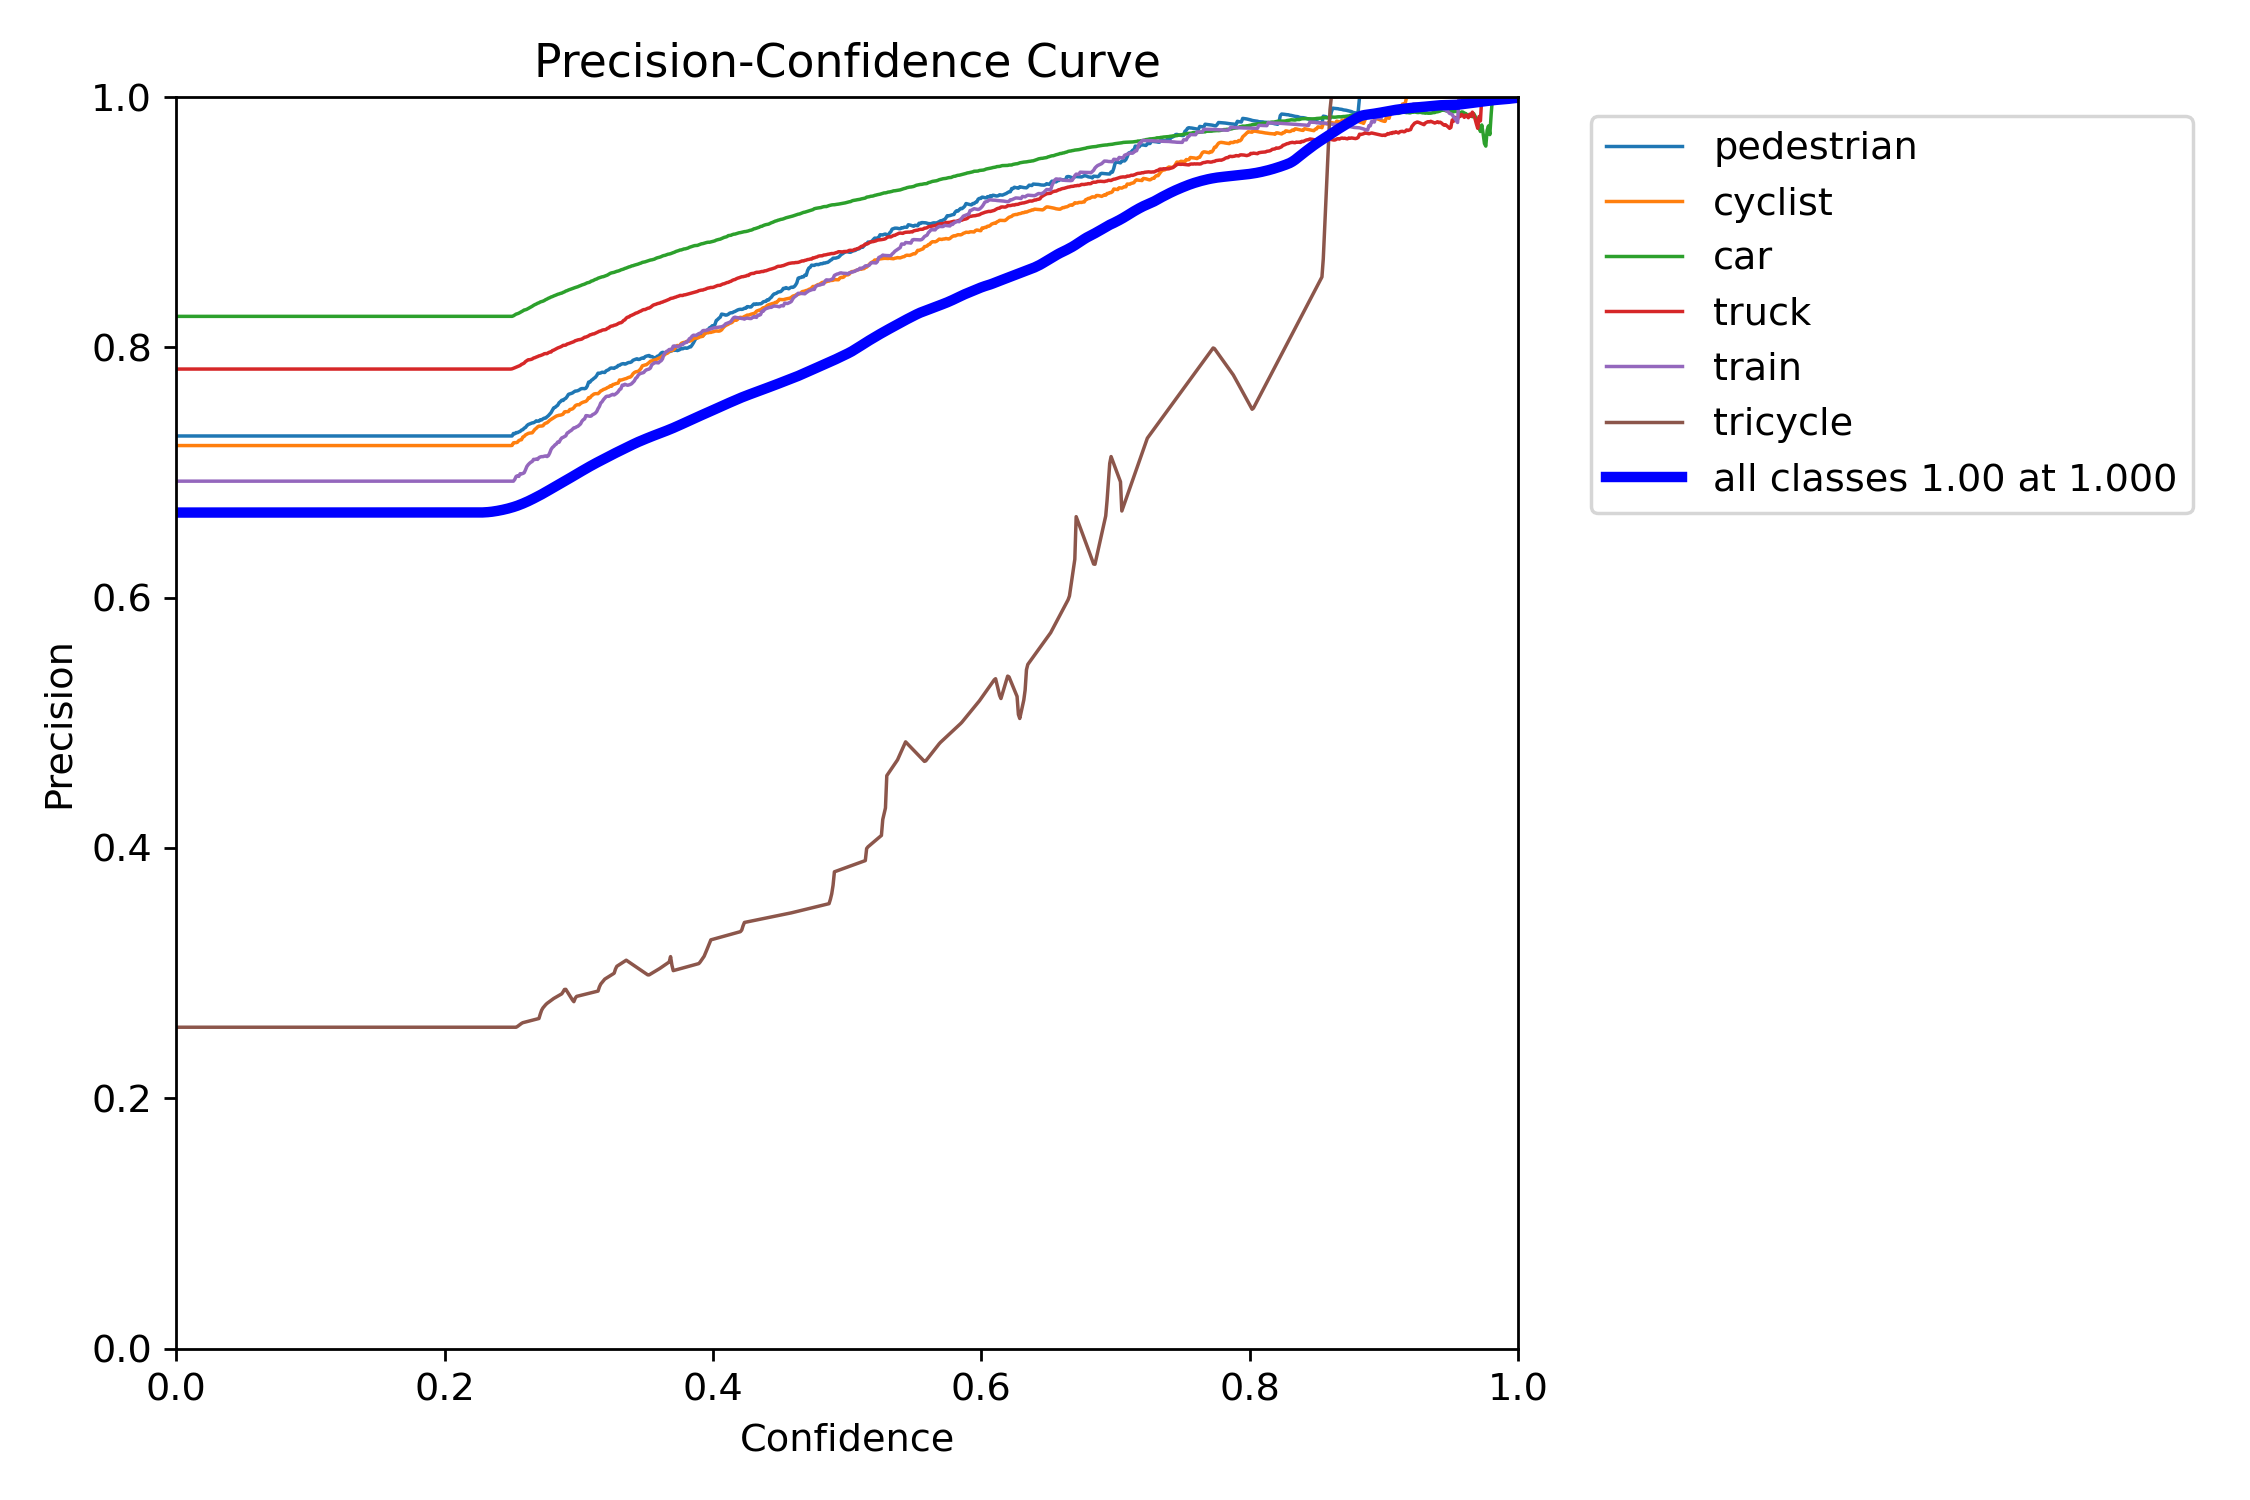 Precision-Confidence Curve
1.0
0.8
0.6
0.4
0.2
0.0
Precision
0.0 0.2 0.4 0.6 0.8 1.0
Confidence
pedestrian
cyclist
car
truck
train
tricycle
all classes 1.00 at 1.000